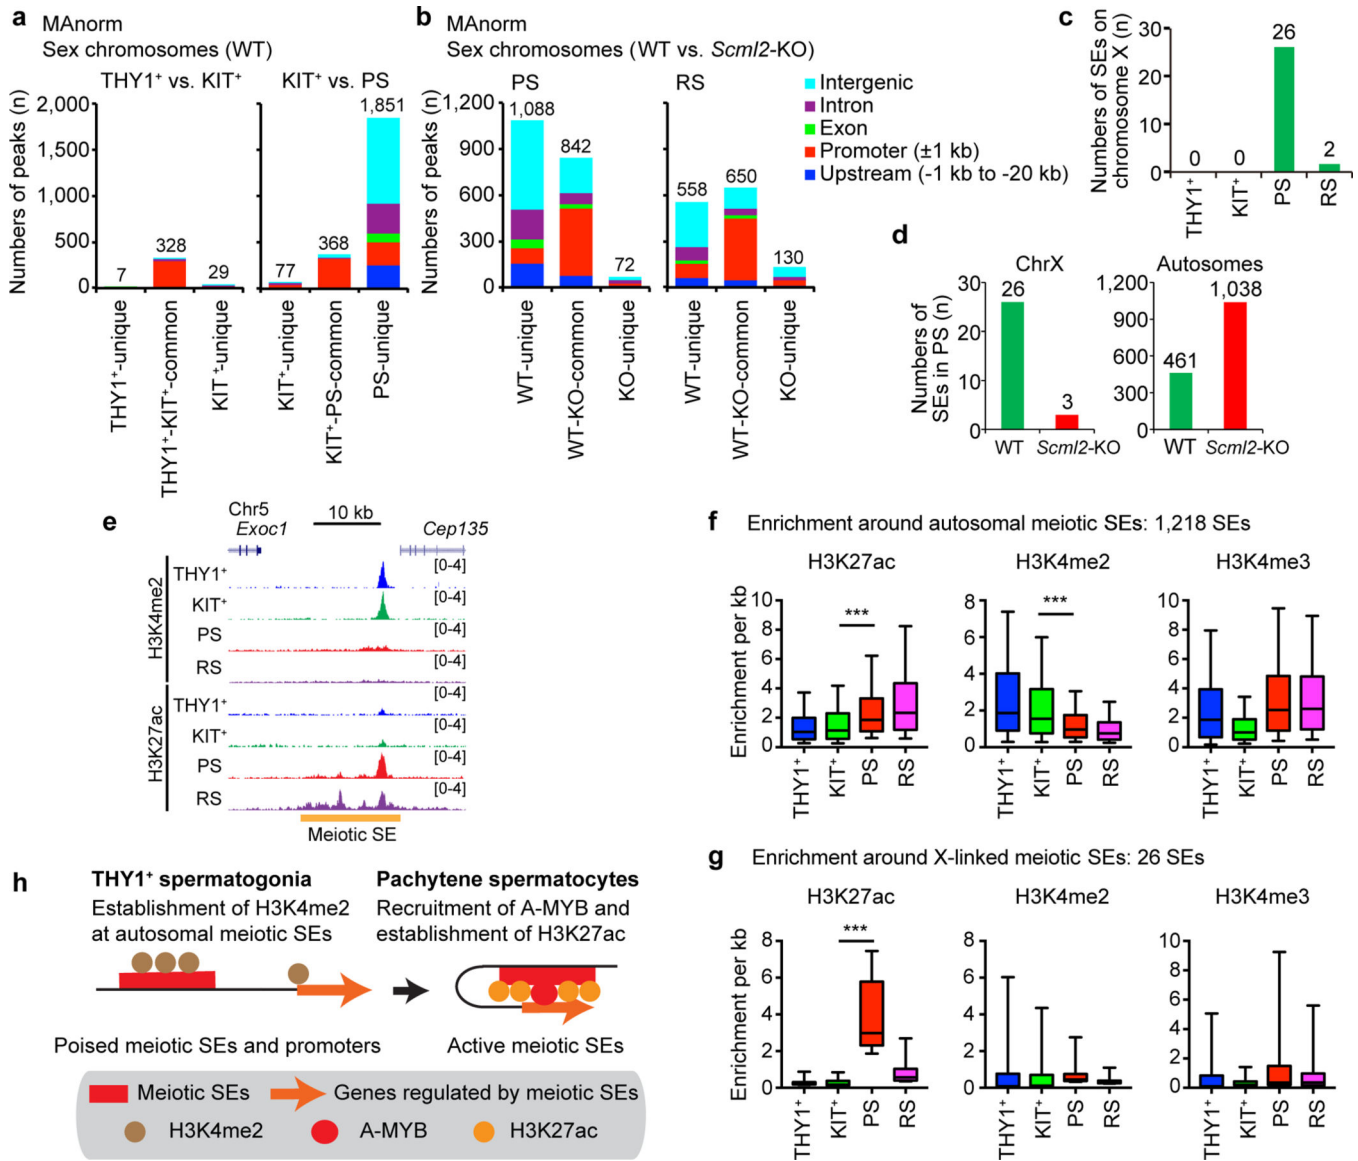 a
MAnorm
Sex chromosomes (WT)
THY1⁺ vs. KIT⁺
KIT⁺ vs. PS
Numbers of peaks (n)
2,000
1,500
1,000
500
0
7
328
29
77
368
1,851
THY1⁺-unique
THY1⁺-KIT⁺-common
KIT⁺-unique
KIT⁺-unique
KIT⁺-PS-common
PS-unique
b
MAnorm
Sex chromosomes (WT vs. Scml2-KO)
PS
RS
Numbers of peaks (n)
1,200
900
600
300
0
1,088
842
72
558
650
130
WT-unique
WT-KO-common
KO-unique
WT-unique
WT-KO-common
KO-unique
Intergenic
Intron
Exon
Promoter (±1 kb)
Upstream (-1 kb to -20 kb)
c
Numbers of SEs on
chromosome X (n)
30
20
10
0
0
0
26
2
THY1⁺
KIT⁺
PS
RS
d
ChrX
Autosomes
Numbers of
SEs in PS (n)
30
20
10
0
26
3
WT
Scml2-KO
1,200
900
600
300
0
461
1,038
WT
Scml2-KO
e
Chr5
Exoc1
10 kb
Cep135
H3K4me2
THY1⁺
[0-4]
KIT⁺
[0-4]
PS
[0-4]
RS
[0-4]
H3K27ac
THY1⁺
[0-4]
KIT⁺
[0-4]
PS
[0-4]
RS
[0-4]
Meiotic SE
f
Enrichment around autosomal meiotic SEs: 1,218 SEs
H3K27ac
H3K4me2
H3K4me3
Enrichment per kb
10
8
6
4
2
0
***
THY1⁺
KIT⁺
PS
RS
8
6
4
2
0
***
THY1⁺
KIT⁺
PS
RS
10
8
6
4
2
0
THY1⁺
KIT⁺
PS
RS
g
Enrichment around X-linked meiotic SEs: 26 SEs
H3K27ac
H3K4me2
H3K4me3
Enrichment per kb
8
6
4
2
0
***
THY1⁺
KIT⁺
PS
RS
8
6
4
2
0
THY1⁺
KIT⁺
PS
RS
10
8
6
4
2
0
THY1⁺
KIT⁺
PS
RS
h
THY1⁺ spermatogonia
Establishment of H3K4me2
at autosomal meiotic SEs
Pachytene spermatocytes
Recruitment of A-MYB and
establishment of H3K27ac
Poised meiotic SEs and promoters
Active meiotic SEs
Meiotic SEs
Genes regulated by meiotic SEs
H3K4me2
A-MYB
H3K27ac